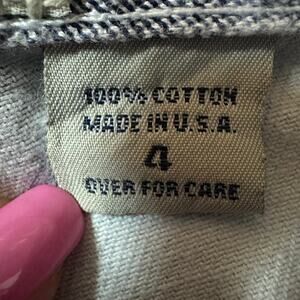 100% COTTON
MADE IN U.S.A.
4
OVER FOR CARE